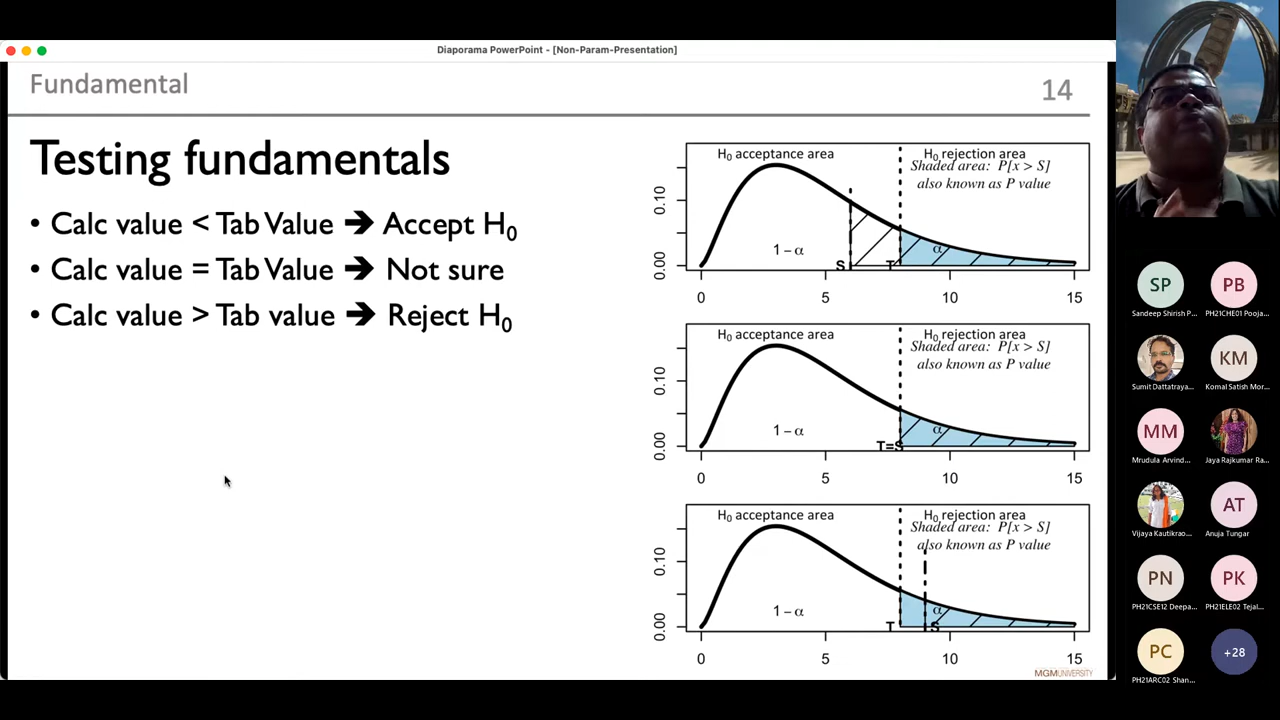 Diaporama PowerPoint - [Non-Param-Presentation]
Fundamental
14
Testing fundamentals
• Calc value < Tab Value ➔ Accept H₀
• Calc value = Tab Value ➔ Not sure
• Calc value > Tab value ➔ Reject H₀
H₀ acceptance area
H₀ rejection area
Shaded area: P[x > S]
also known as P value
0.10
0.00
1 − α
α
S
T
0 5 10 15
H₀ acceptance area
H₀ rejection area
Shaded area: P[x > S]
also known as P value
0.10
0.00
1 − α
α
T=S
0 5 10 15
H₀ acceptance area
H₀ rejection area
Shaded area: P[x > S]
also known as P value
0.10
0.00
1 − α
α
T
S
0 5 10 15
MGMUNIVERSITY
SP
PB
Sandeep Shirish P...
PH21CHE01 Pooja...
KM
Sumit Dattatraya...
Komal Satish Mor...
MM
Mrudula Arvind...
Jaya Rajkumar Ra...
AT
Vijaya Kautikrao...
Anuja Tungar
PN
PK
PH21CSE12 Deepa...
PH21ELE02 Tejal...
PC
+28
PH21ARC02 Shan...